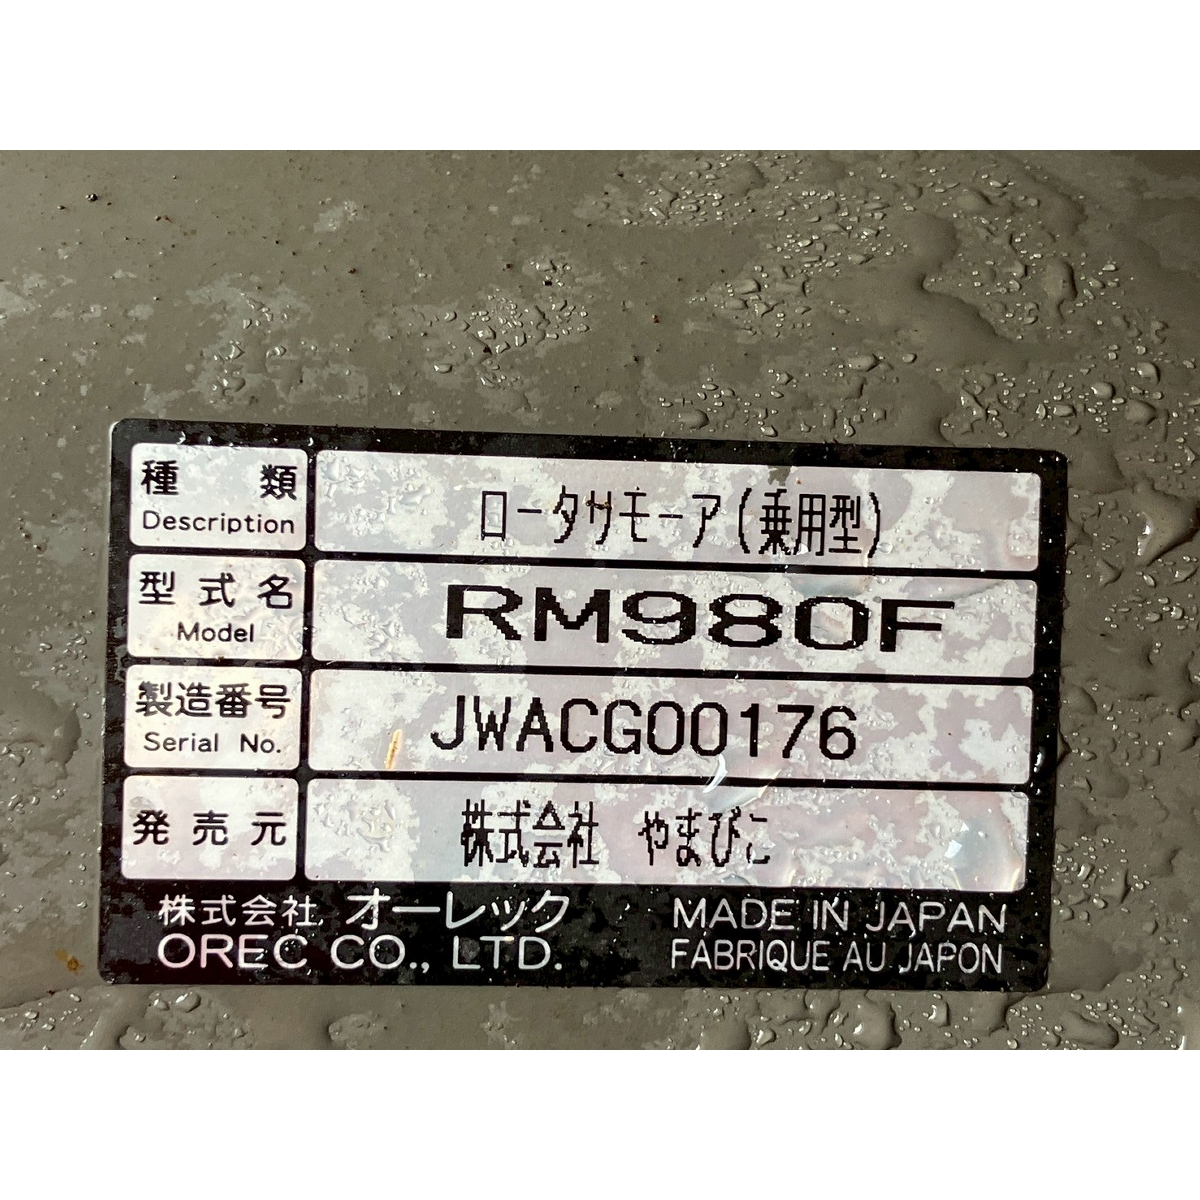 種類 ロータサモーア(乗用型)
Description
型式名 RM980F
Model
製造番号 JWACG00176
Serial No.
発売元 株式会社 やまびこ
株式会社 オーレック MADE IN JAPAN
OREC CO., LTD. FABRIQUE AU JAPON